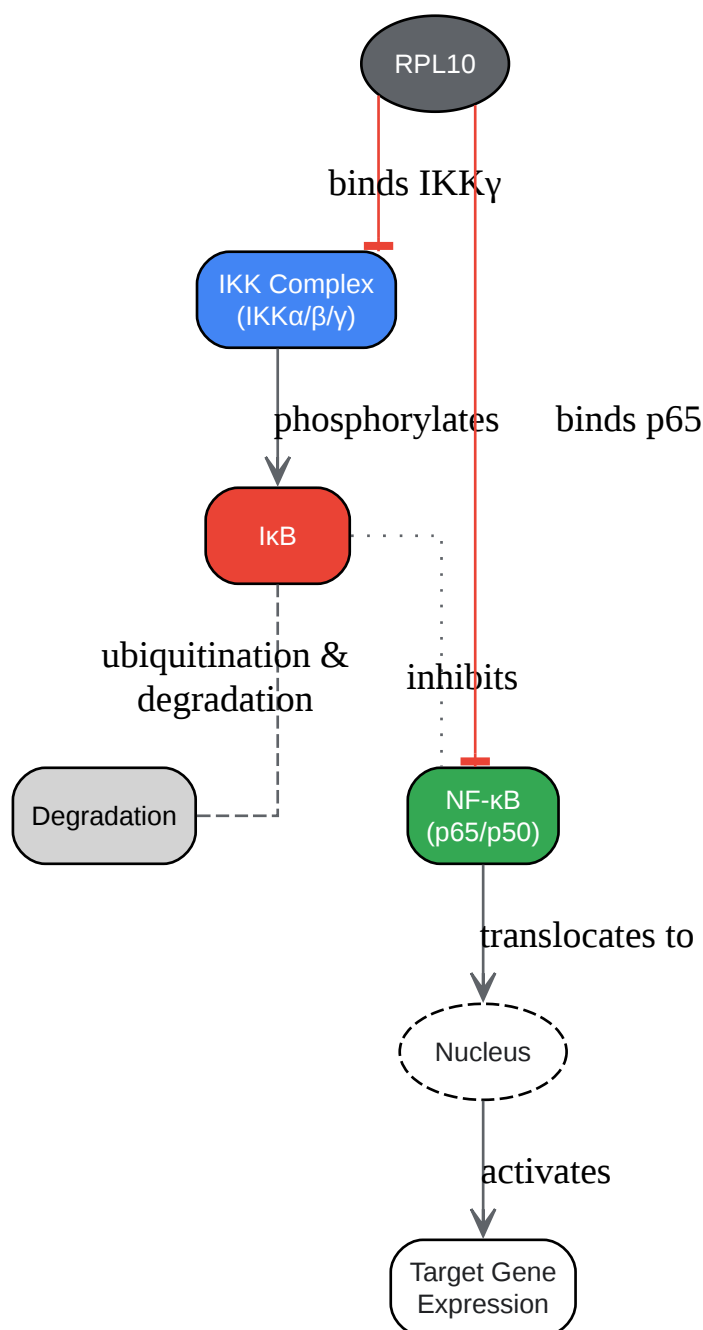 RPL10
binds IKKγ
IKK Complex
(IKKα/β/γ)
phosphorylates
binds p65
IκB
ubiquitination &
degradation
inhibits
Degradation
NF-κB
(p65/p50)
translocates to
Nucleus
activates
Target Gene
Expression